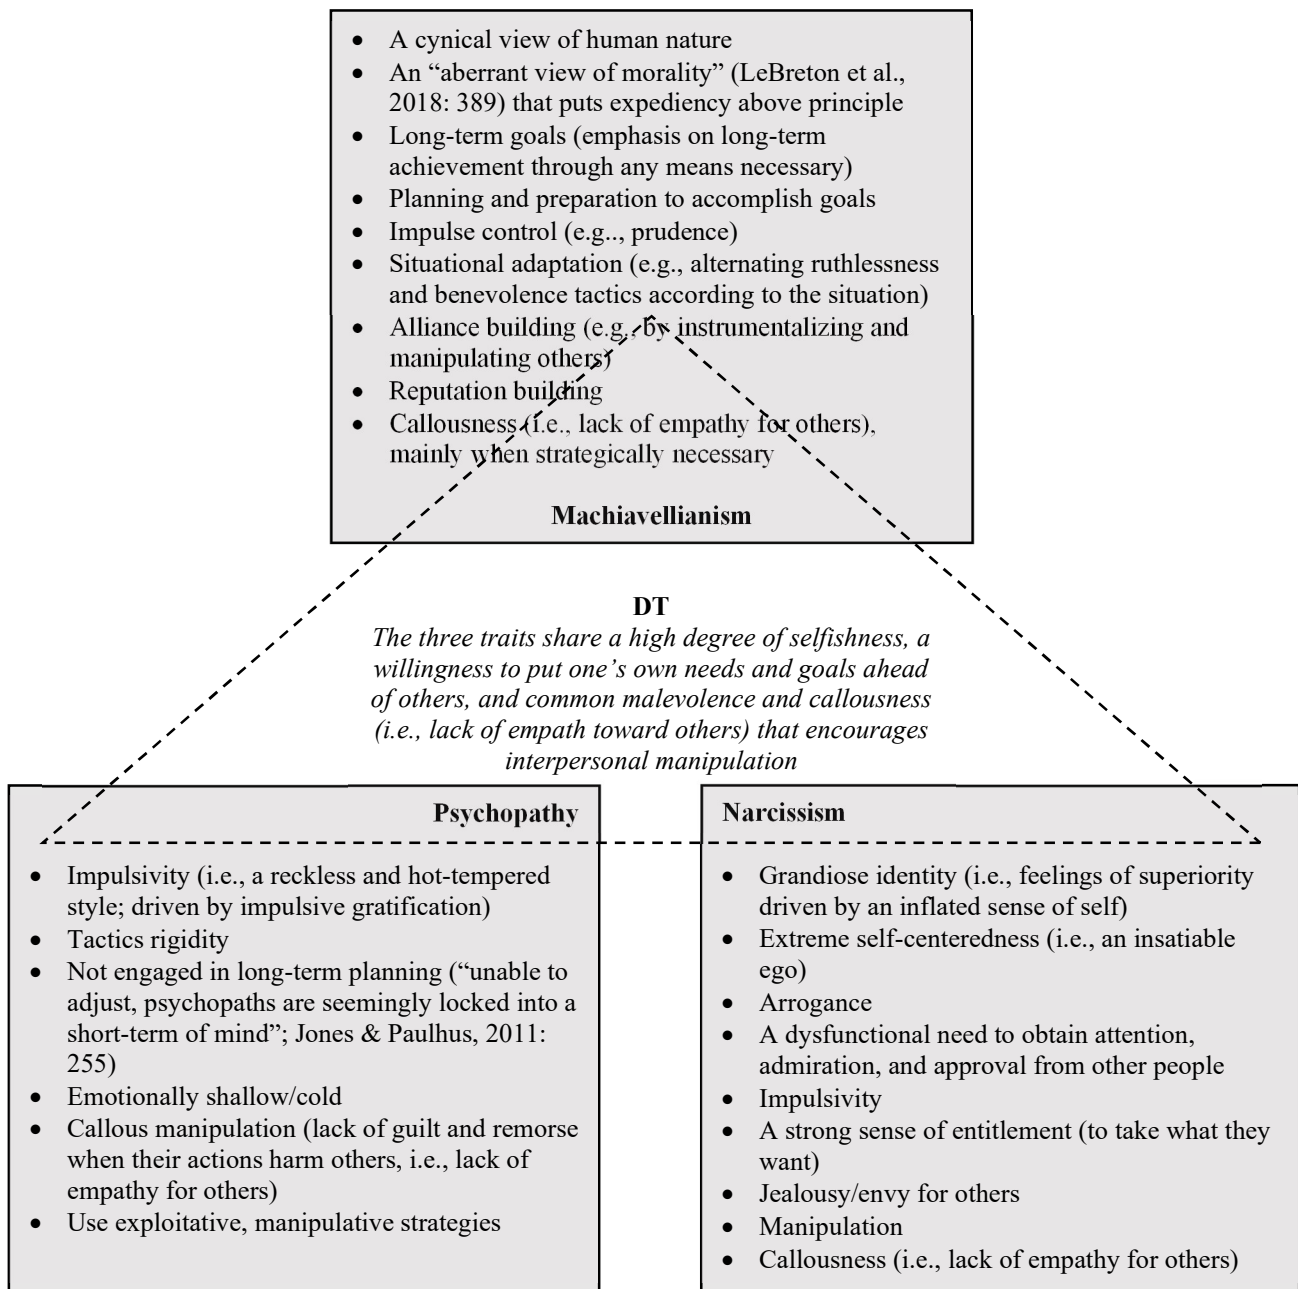 • A cynical view of human nature
• An “aberrant view of morality” (LeBreton et al.,
2018: 389) that puts expediency above principle
• Long-term goals (emphasis on long-term
achievement through any means necessary)
• Planning and preparation to accomplish goals
• Impulse control (e.g.., prudence)
• Situational adaptation (e.g., alternating ruthlessness
and benevolence tactics according to the situation)
• Alliance building (e.g., by instrumentalizing and
manipulating others)
• Reputation building
• Callousness (i.e., lack of empathy for others),
mainly when strategically necessary
Machiavellianism
DT
The three traits share a high degree of selfishness, a
willingness to put one’s own needs and goals ahead
of others, and common malevolence and callousness
(i.e., lack of empath toward others) that encourages
interpersonal manipulation
Psychopathy
• Impulsivity (i.e., a reckless and hot-tempered
style; driven by impulsive gratification)
• Tactics rigidity
• Not engaged in long-term planning (“unable to
adjust, psychopaths are seemingly locked into a
short-term of mind”; Jones & Paulhus, 2011:
255)
• Emotionally shallow/cold
• Callous manipulation (lack of guilt and remorse
when their actions harm others, i.e., lack of
empathy for others)
• Use exploitative, manipulative strategies
Narcissism
• Grandiose identity (i.e., feelings of superiority
driven by an inflated sense of self)
• Extreme self-centeredness (i.e., an insatiable
ego)
• Arrogance
• A dysfunctional need to obtain attention,
admiration, and approval from other people
• Impulsivity
• A strong sense of entitlement (to take what they
want)
• Jealousy/envy for others
• Manipulation
• Callousness (i.e., lack of empathy for others)